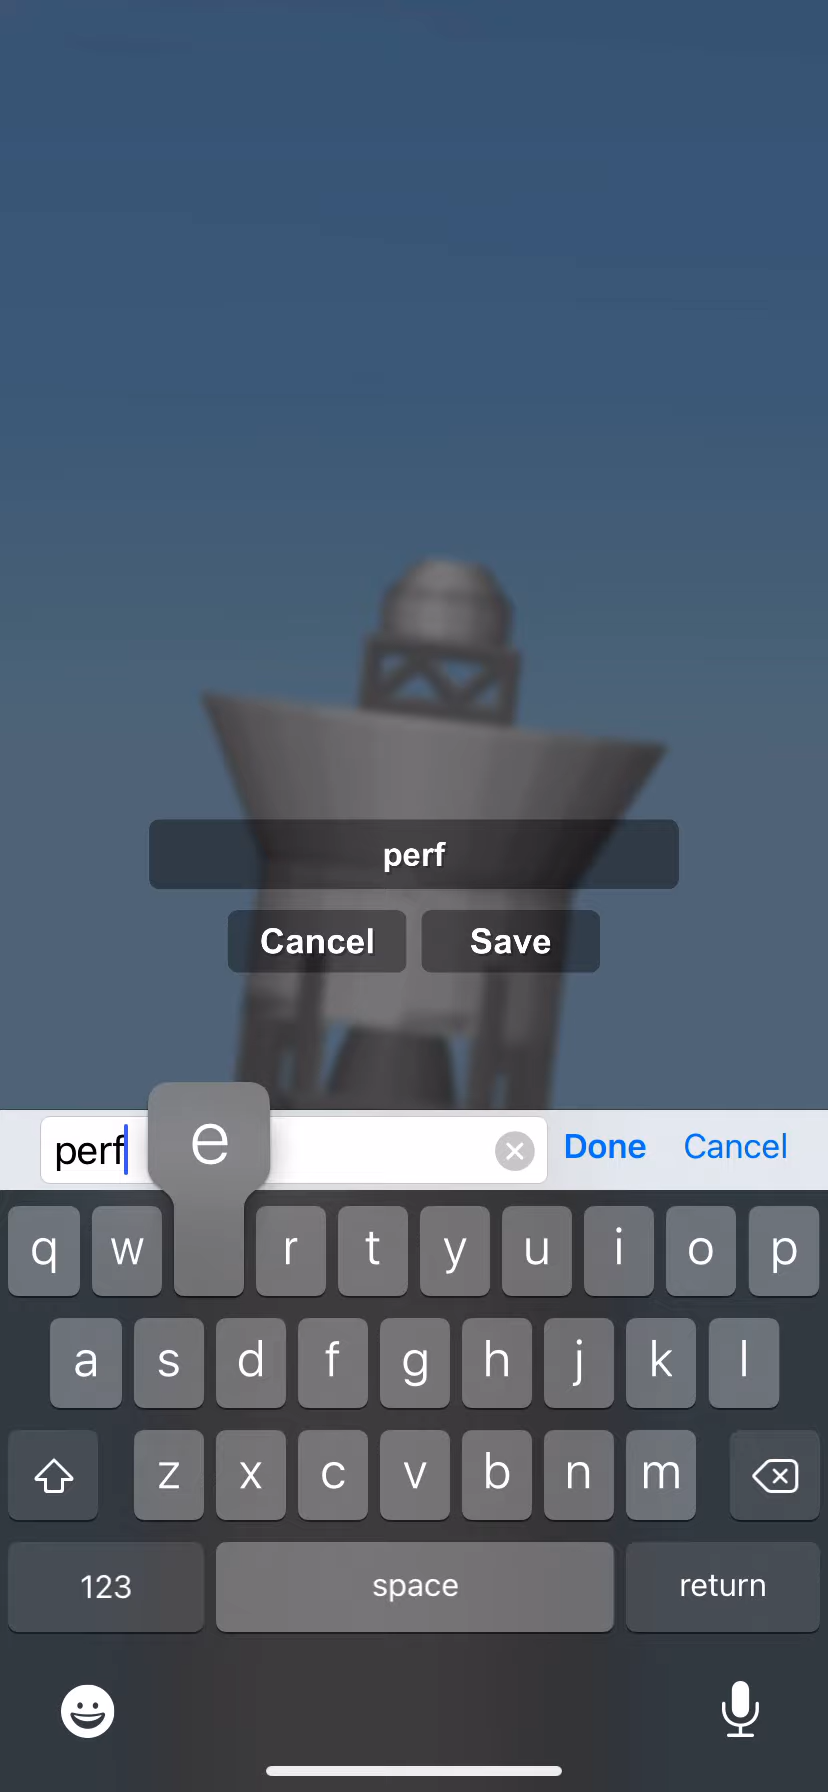 perf
Cancel Save
perf e Done Cancel
q w r t y u i o p
a s d f g h j k l
z x c v b n m
123 space return